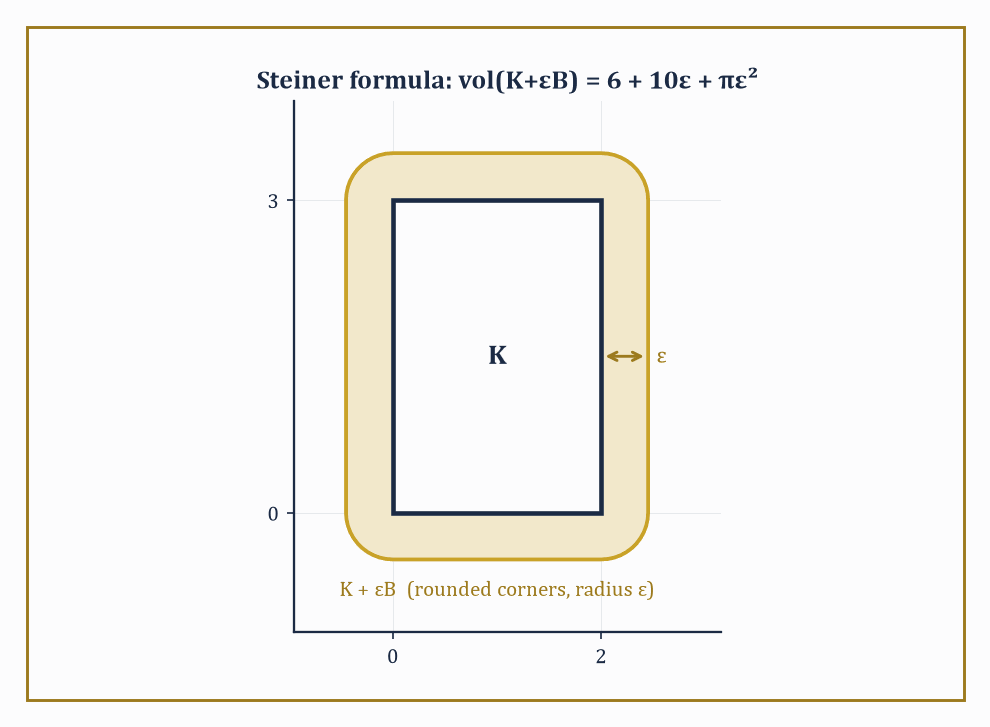 Steiner formula: vol(K+εB) = 6 + 10ε + πε²
3
K
ε
0
K + εB  (rounded corners, radius ε)
0 2